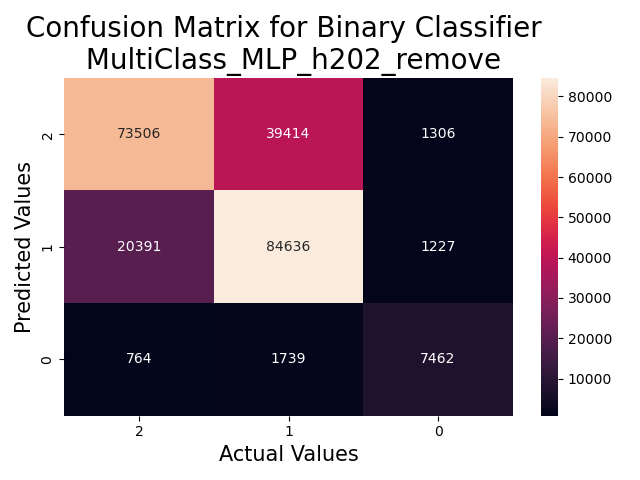 Confusion Matrix for Binary Classifier
MultiClass_MLP_h202_remove
Predicted Values
2
73506 39414 1306
1
20391 84636 1227
0
764 1739 7462
2 1 0
Actual Values
80000
70000
60000
50000
40000
30000
20000
10000